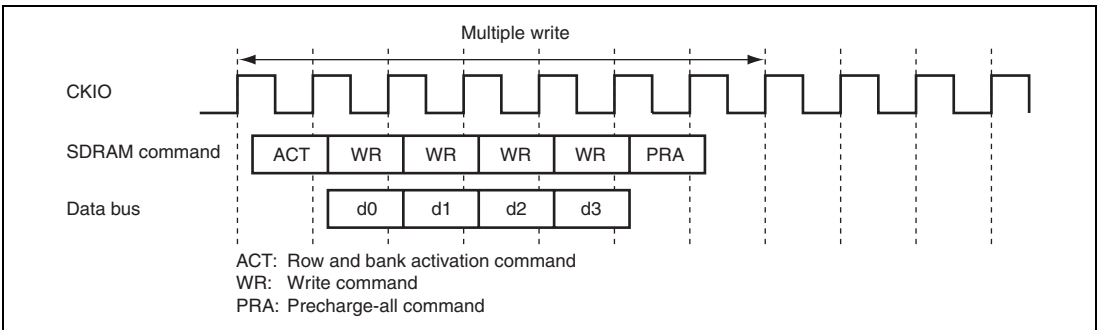 Multiple write
CKIO
SDRAM command ACT WR WR WR WR PRA
Data bus d0 d1 d2 d3
ACT: Row and bank activation command
WR: Write command
PRA: Precharge-all command